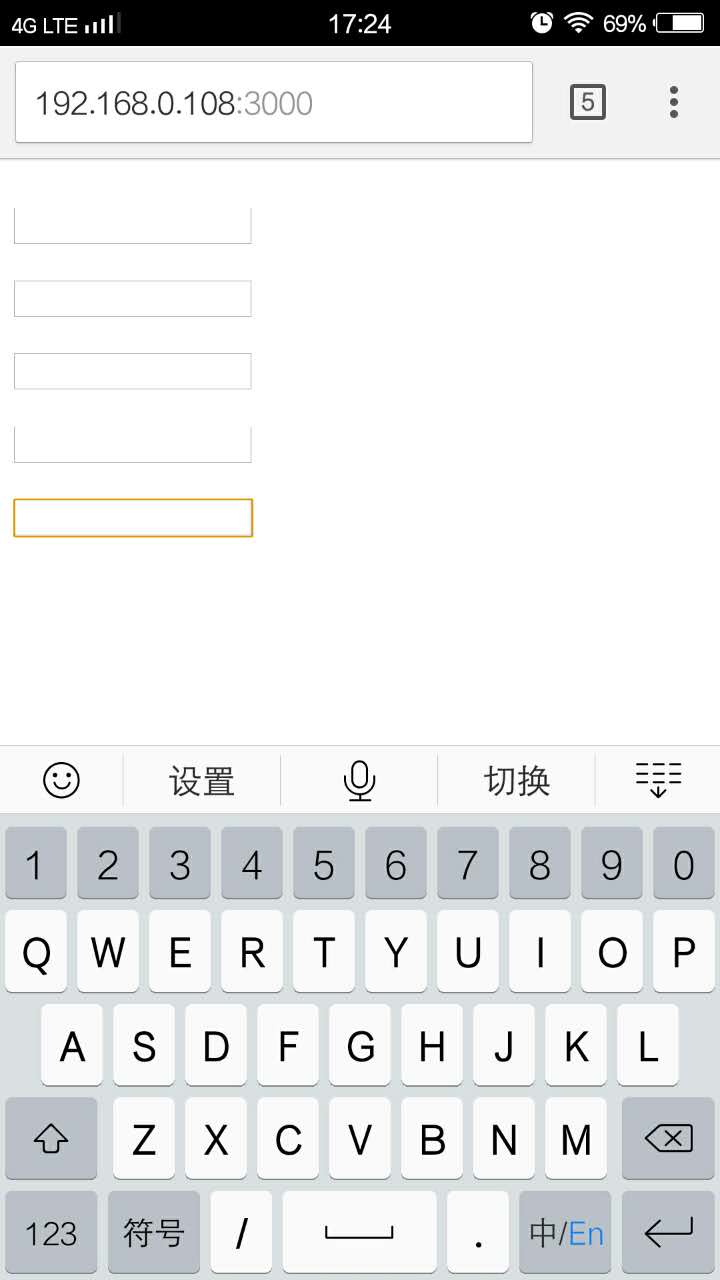 4G LTE 17:24 69%
192.168.0.108:3000 5
设置 切换
1 2 3 4 5 6 7 8 9 0
Q W E R T Y U I O P
A S D F G H J K L
Z X C V B N M
123 符号 / . 中/En